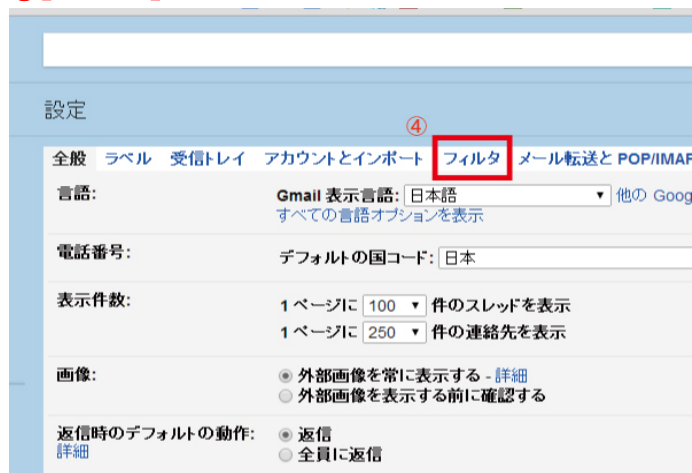 設定
④
全般 ラベル 受信トレイ アカウントとインポート フィルタ メール転送と POP/IMAP
言語: Gmail 表示言語: 日本語 他の Goog
すべての言語オプションを表示
電話番号: デフォルトの国コード: 日本
表示件数: 1 ページに 100 件のスレッドを表示
1 ページに 250 件の連絡先を表示
画像: 外部画像を常に表示する - 詳細
外部画像を表示する前に確認する
返信時のデフォルトの動作: 返信
詳細 全員に返信